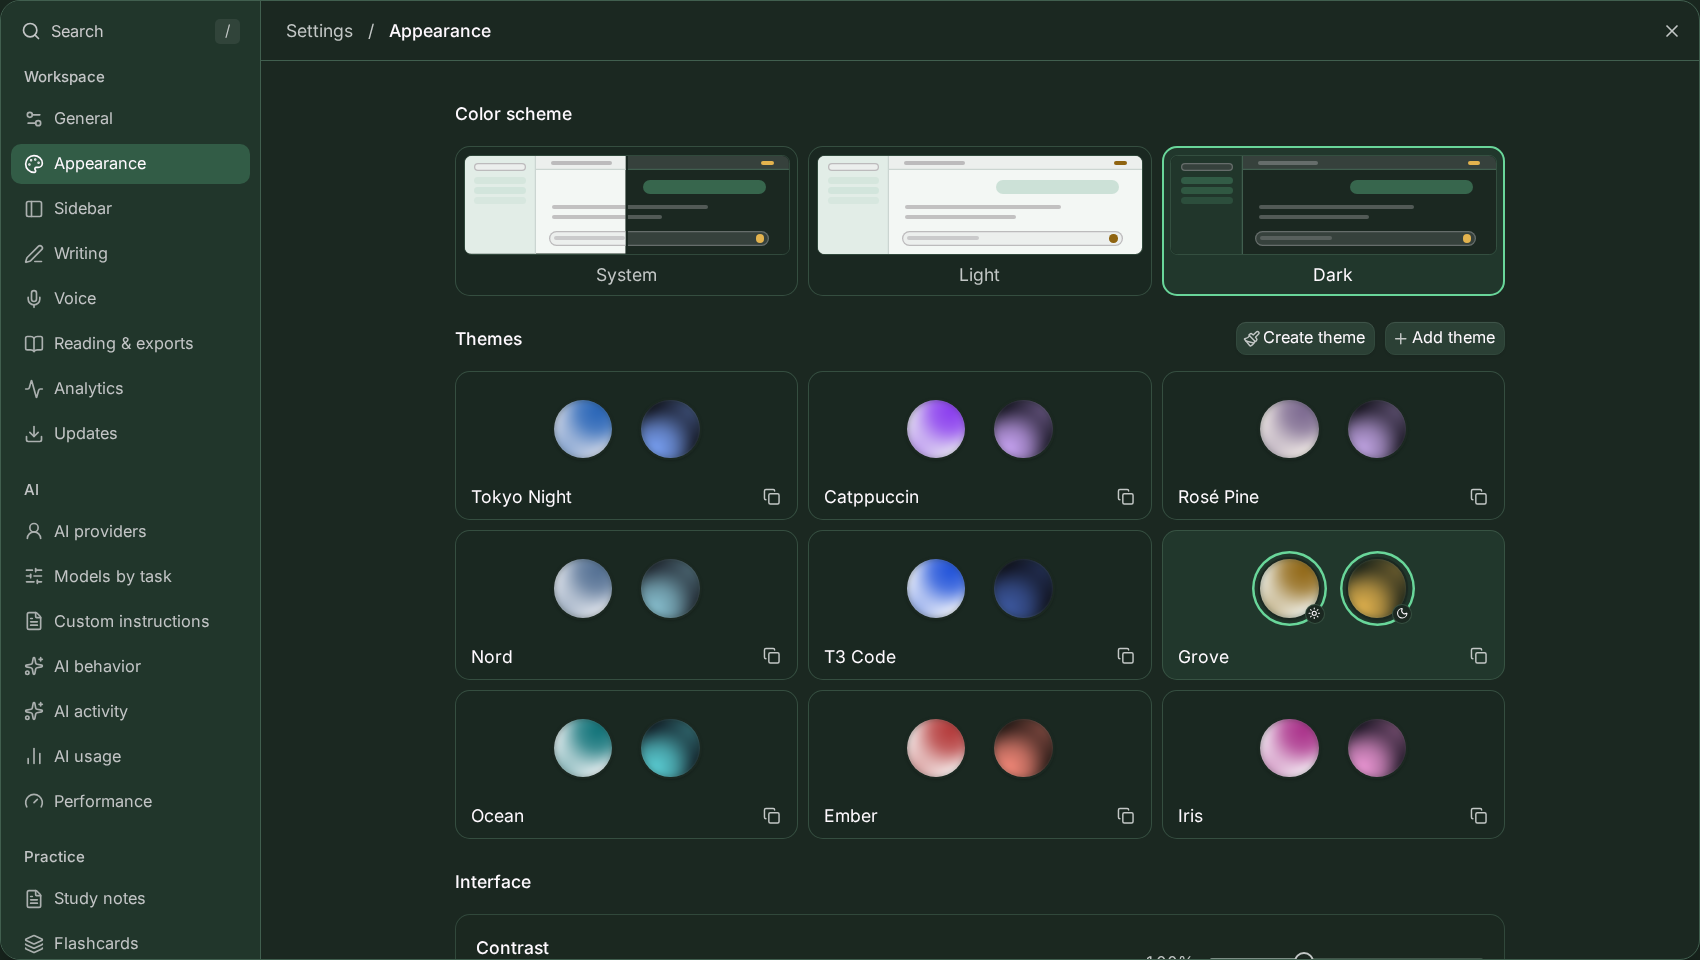 Search
/
Workspace
General
Appearance
Sidebar
Writing
Voice
Reading & exports
Analytics
Updates
AI
AI providers
Models by task
Custom instructions
AI behavior
AI activity
AI usage
Performance
Practice
Study notes
Flashcards
Settings / Appearance
Color scheme
System
Light
Dark
Themes
Create theme
Add theme
Tokyo Night
Catppuccin
Rosé Pine
Nord
T3 Code
Grove
Ocean
Ember
Iris
Interface
Contrast